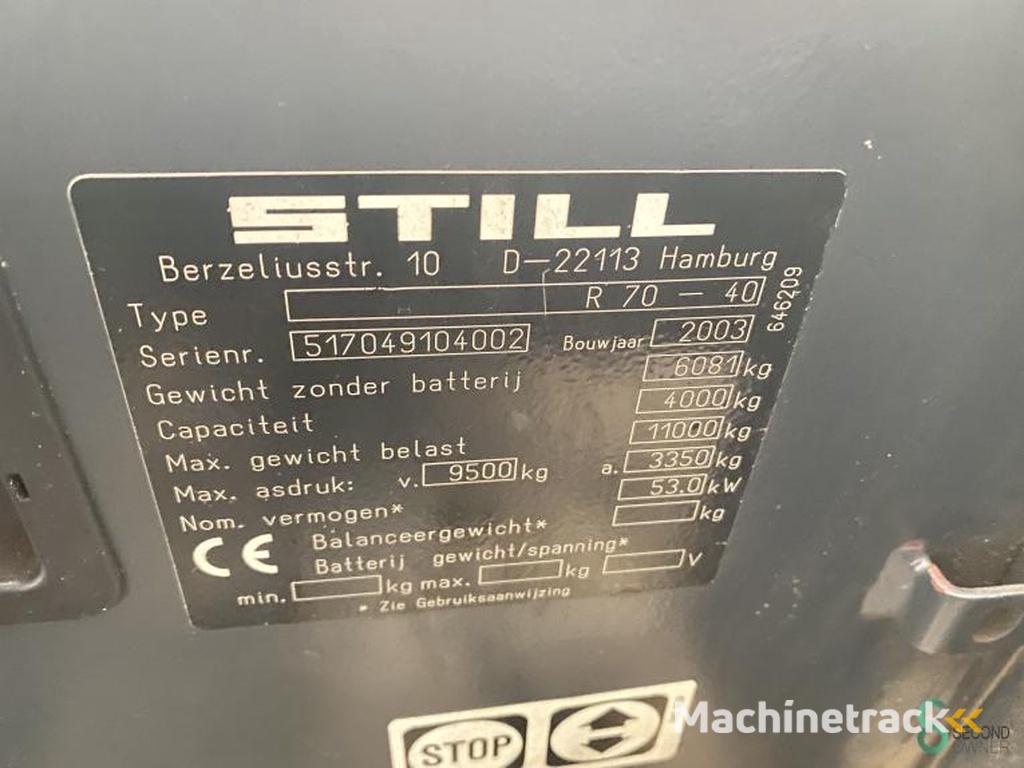 STILL
Berzeliusstr. 10 D-22113 Hamburg
Type R 70 - 40
646209
Serienr. 517049104002 Bouwjaar 2003
Gewicht zonder batterij 6081 kg
Capaciteit 4000 kg
Max. gewicht belast 11000 kg
Max. asdruk: v. 9500 kg a. 3350 kg
Nom. vermogen* 53.0 kW
Balanceergewicht* kg
CE Batterij gewicht/spanning*
min. kg max. kg V
* Zie Gebruiksaanwijzing
STOP
Machinetrack
SECOND
OWNER